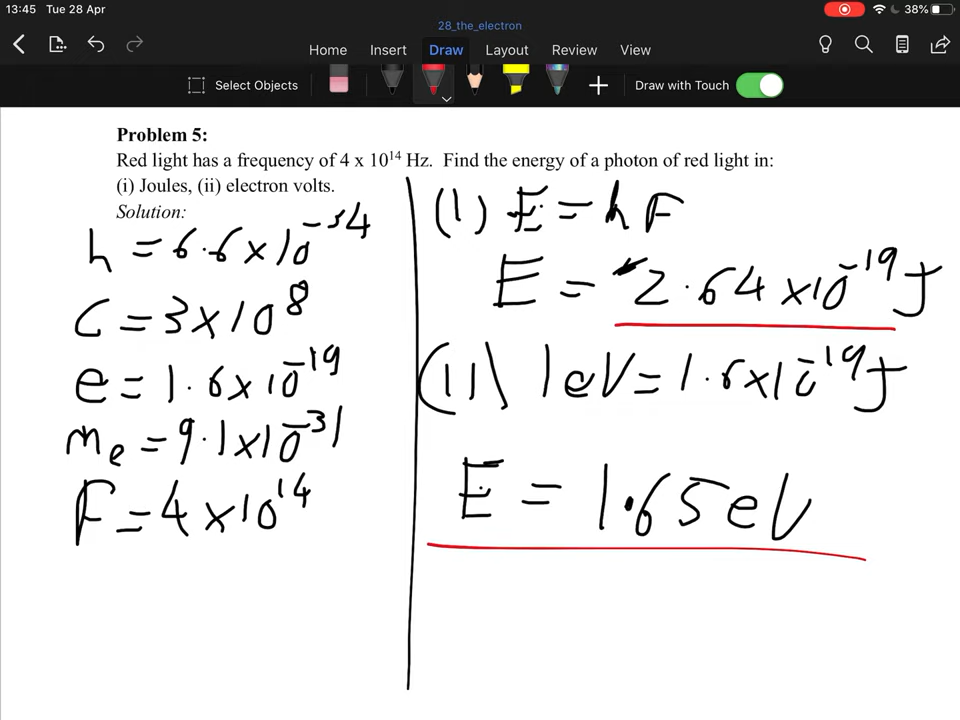 13:45 Tue 28 Apr 38%
28_the_electron
Home Insert Draw Layout Review View
Select Objects Draw with Touch
Problem 5:
Red light has a frequency of 4 x 10¹⁴ Hz. Find the energy of a photon of red light in:
(i) Joules, (ii) electron volts.
Solution:
h = 6.6 x 10⁻³⁴
C = 3 x 10⁸
e = 1.6 x 10⁻¹⁹
mₑ = 9.1 x 10⁻³¹
F = 4 x 10¹⁴
(i) E = hF
E = 2.64 x 10⁻¹⁹ J
(ii) 1eV = 1.6 x 10⁻¹⁹ J
E = 1.65 eV